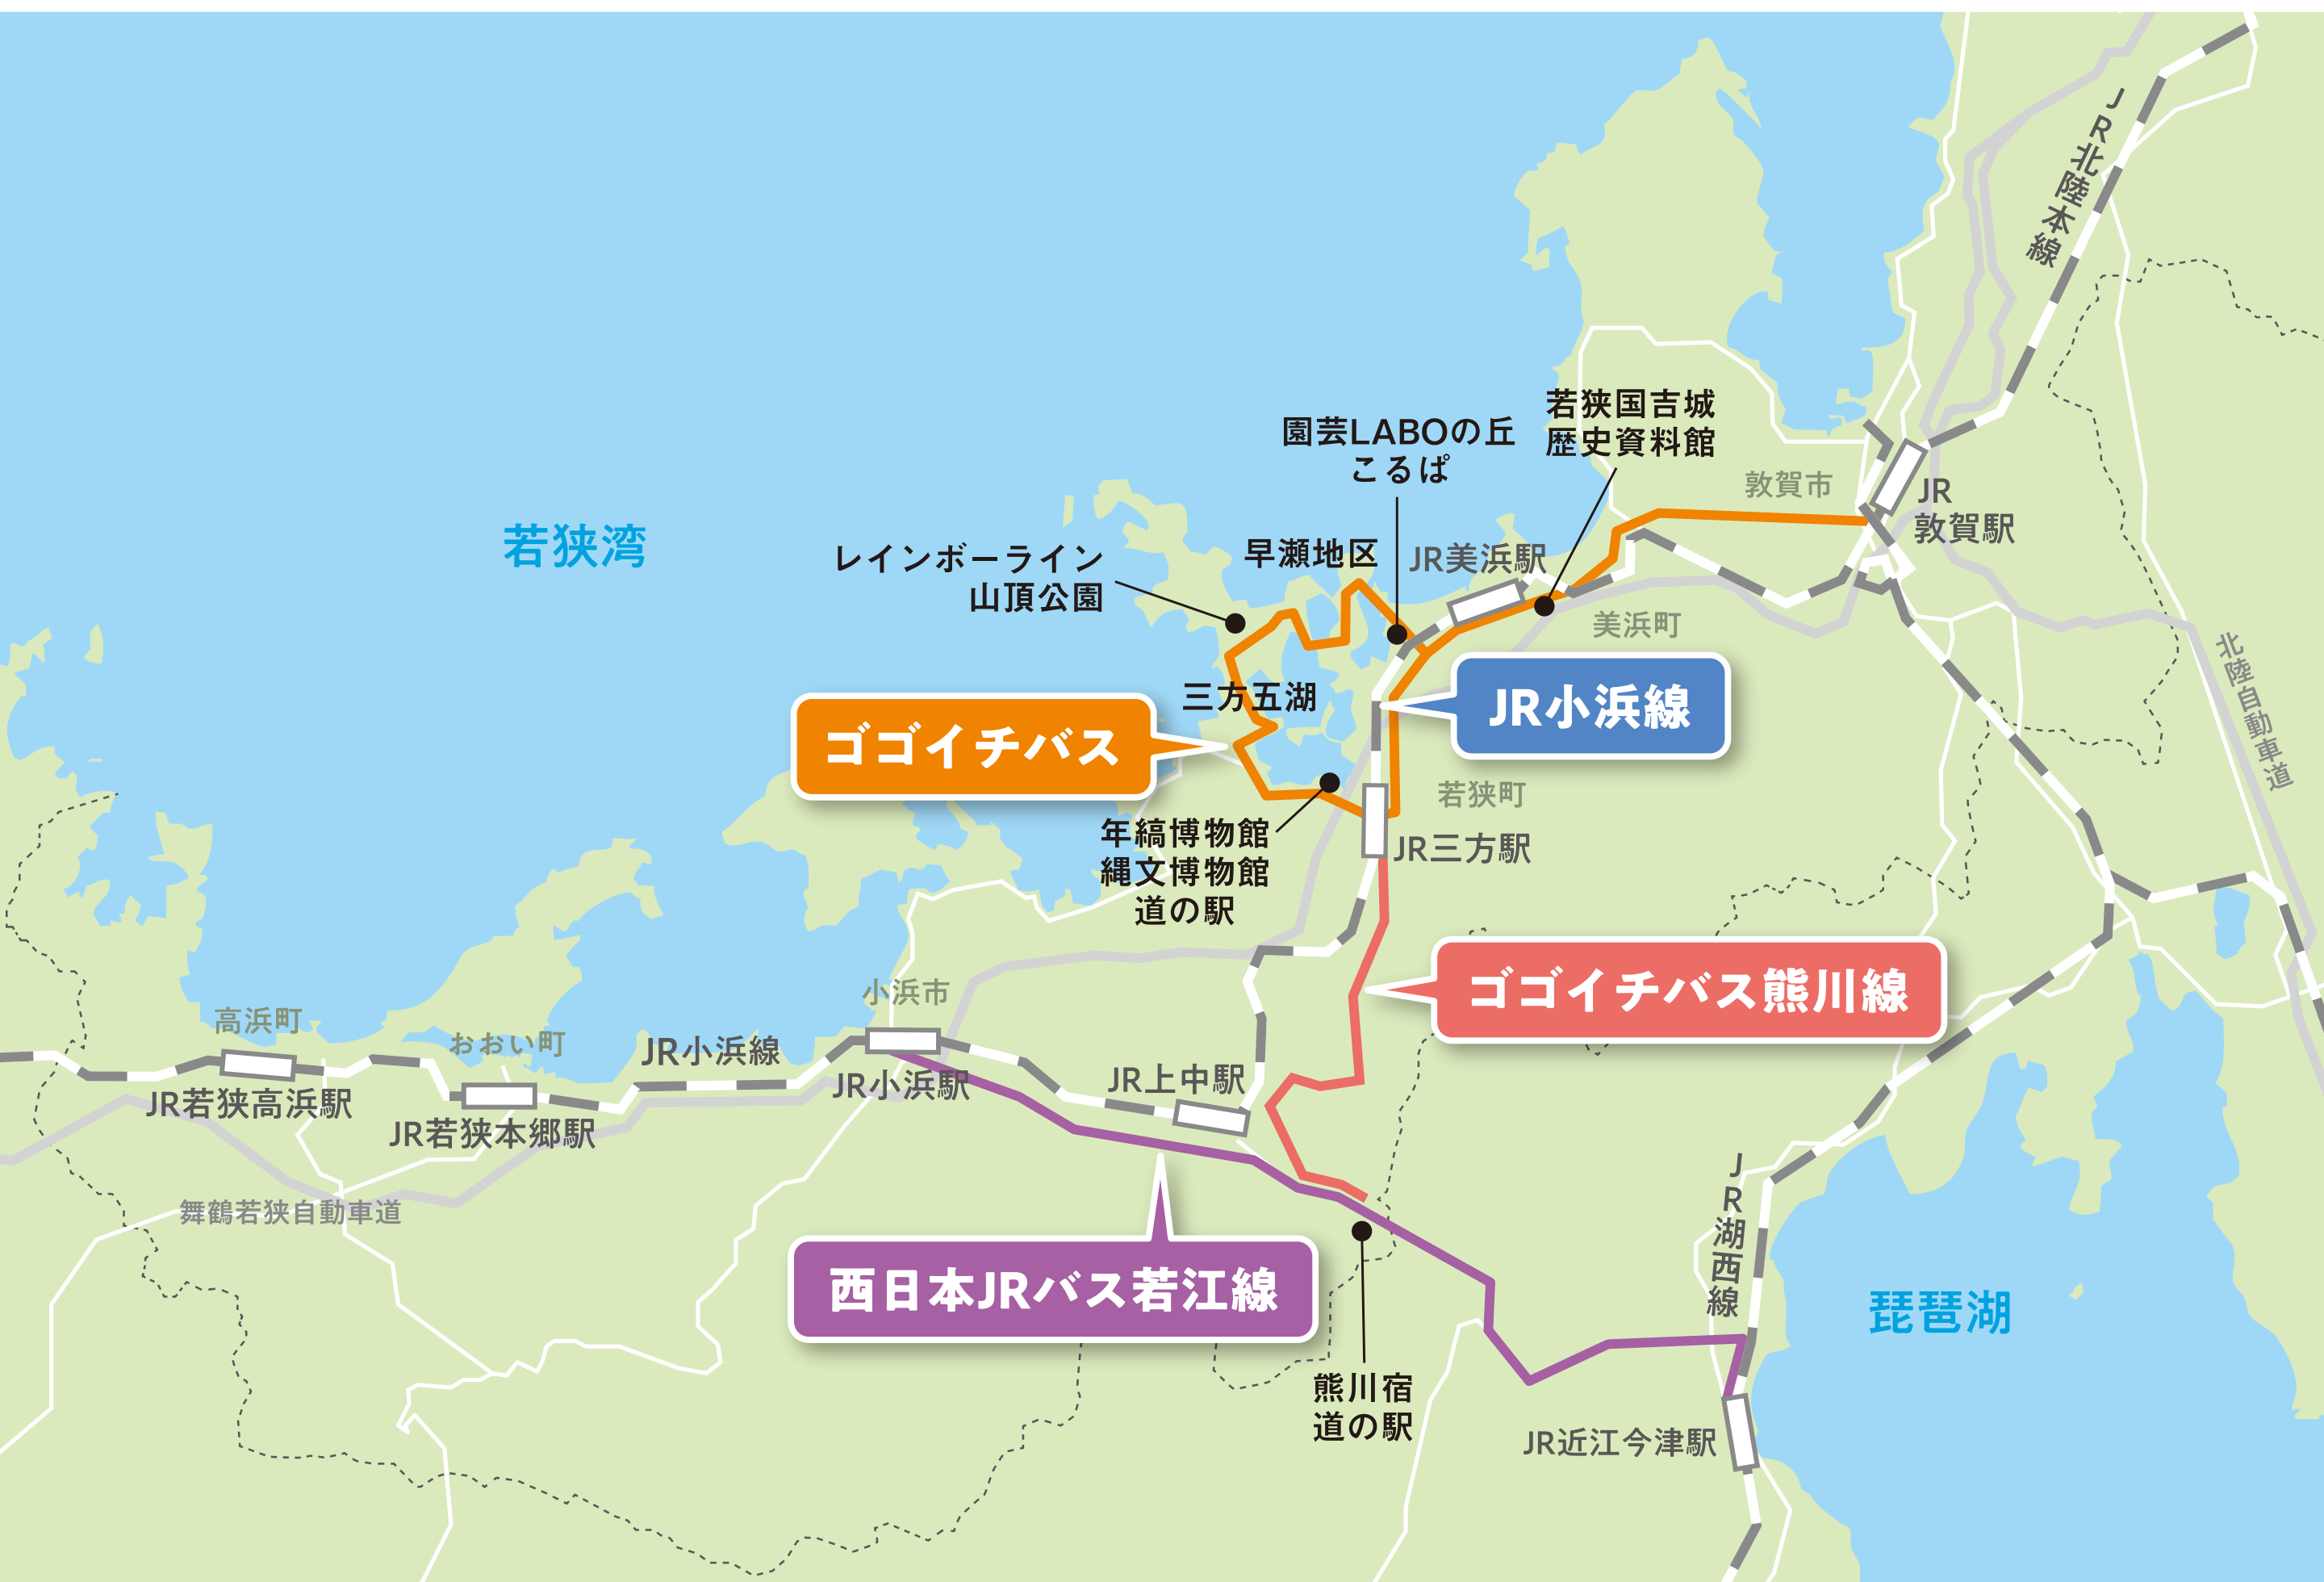 JR北陸本線
若狭国吉城
歴史資料館
園芸LABOの丘
こるぱ
敦賀市
JR
敦賀駅
若狭湾
レインボーライン
山頂公園
早瀬地区
JR美浜駅
美浜町
北陸自動車道
三方五湖
JR小浜線
ゴゴイチバス
若狭町
年縞博物館
縄文博物館
道の駅
JR三方駅
ゴゴイチバス熊川線
小浜市
高浜町
おおい町
JR小浜線
JR小浜駅
JR上中駅
JR若狭高浜駅
JR若狭本郷駅
舞鶴若狭自動車道
JR湖西線
西日本JRバス若江線
琵琶湖
熊川宿
道の駅
JR近江今津駅